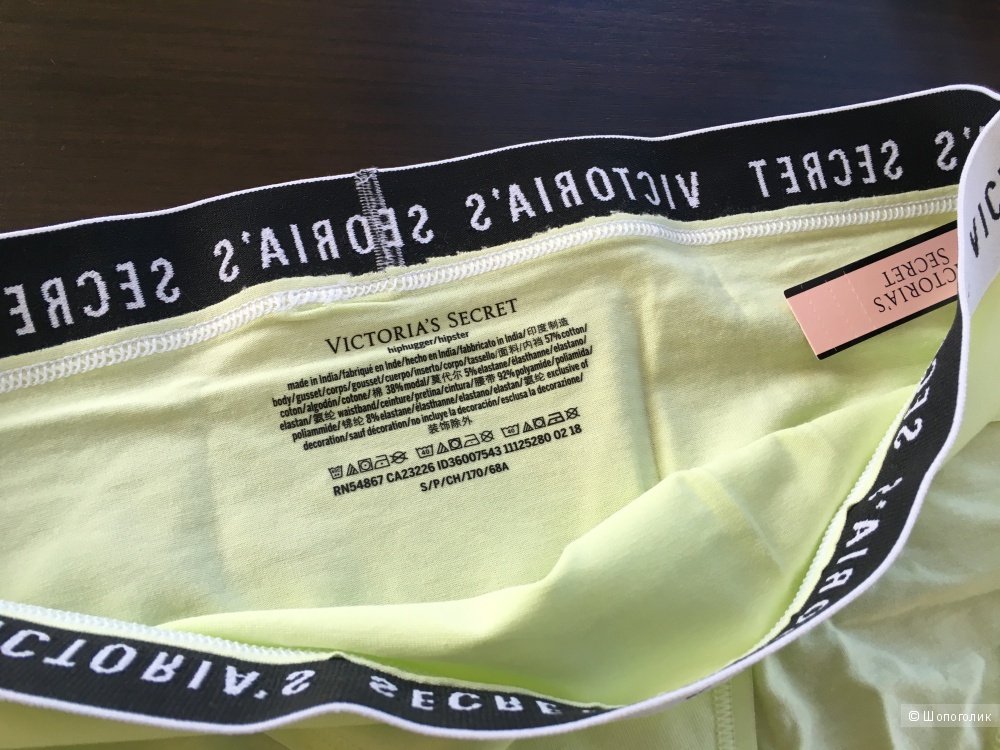 VICTORIA'S SECRET
VICTORIA'S SECRET
VICTORIA'S
SECRET
VICTORIA'S SECRET
hiphugger/hipster
made in India/fabriqué en Inde/hecho en India/fabbricato in India/印度制造
body/gusset/corps/gousset/cuerpo/inserto/corpo/tassello/面料/内裆 57% cotton/
coton/algodón/cotone/棉 38% modal/莫代尔 5% elastane/élasthanne/elastano/
elastan/氨纶 waistband/ceinture/pretina/cintura/腰带 92% polyamide/poliamida/
poliammide/锦纶 8% elastane/élasthanne/elastano/elastan/氨纶 exclusive of
decoration/sauf décoration/no incluye la decoración/esclusa la decorazione/
装饰除外
RN54867 CA23226 ID36007543 11125280 02 18
S/P/CH/170/68A
VICTORIA'S SECRE
© Шопоголик